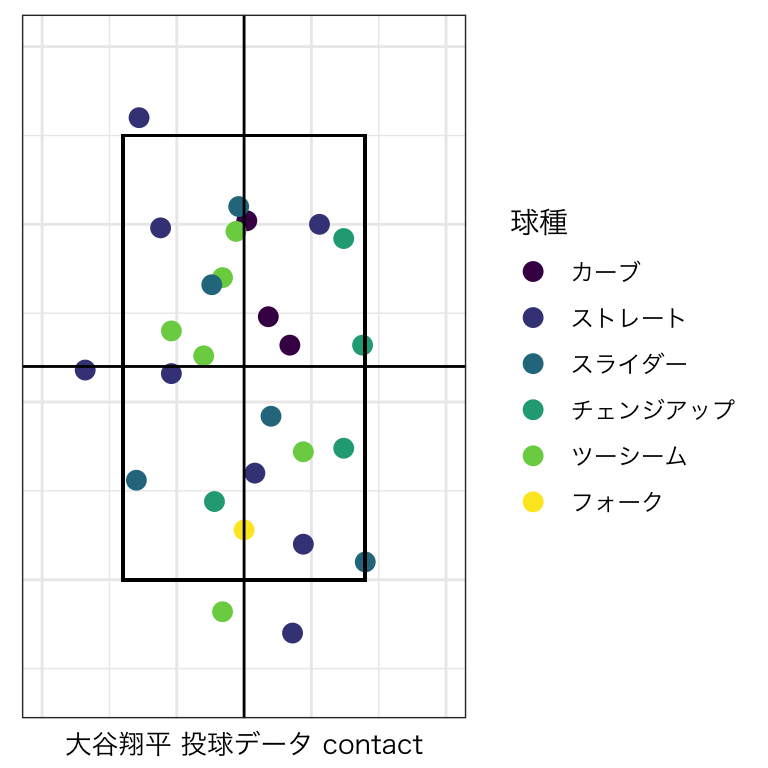 球種
カーブ
ストレート
スライダー
チェンジアップ
ツーシーム
フォーク
大谷翔平 投球データ contact